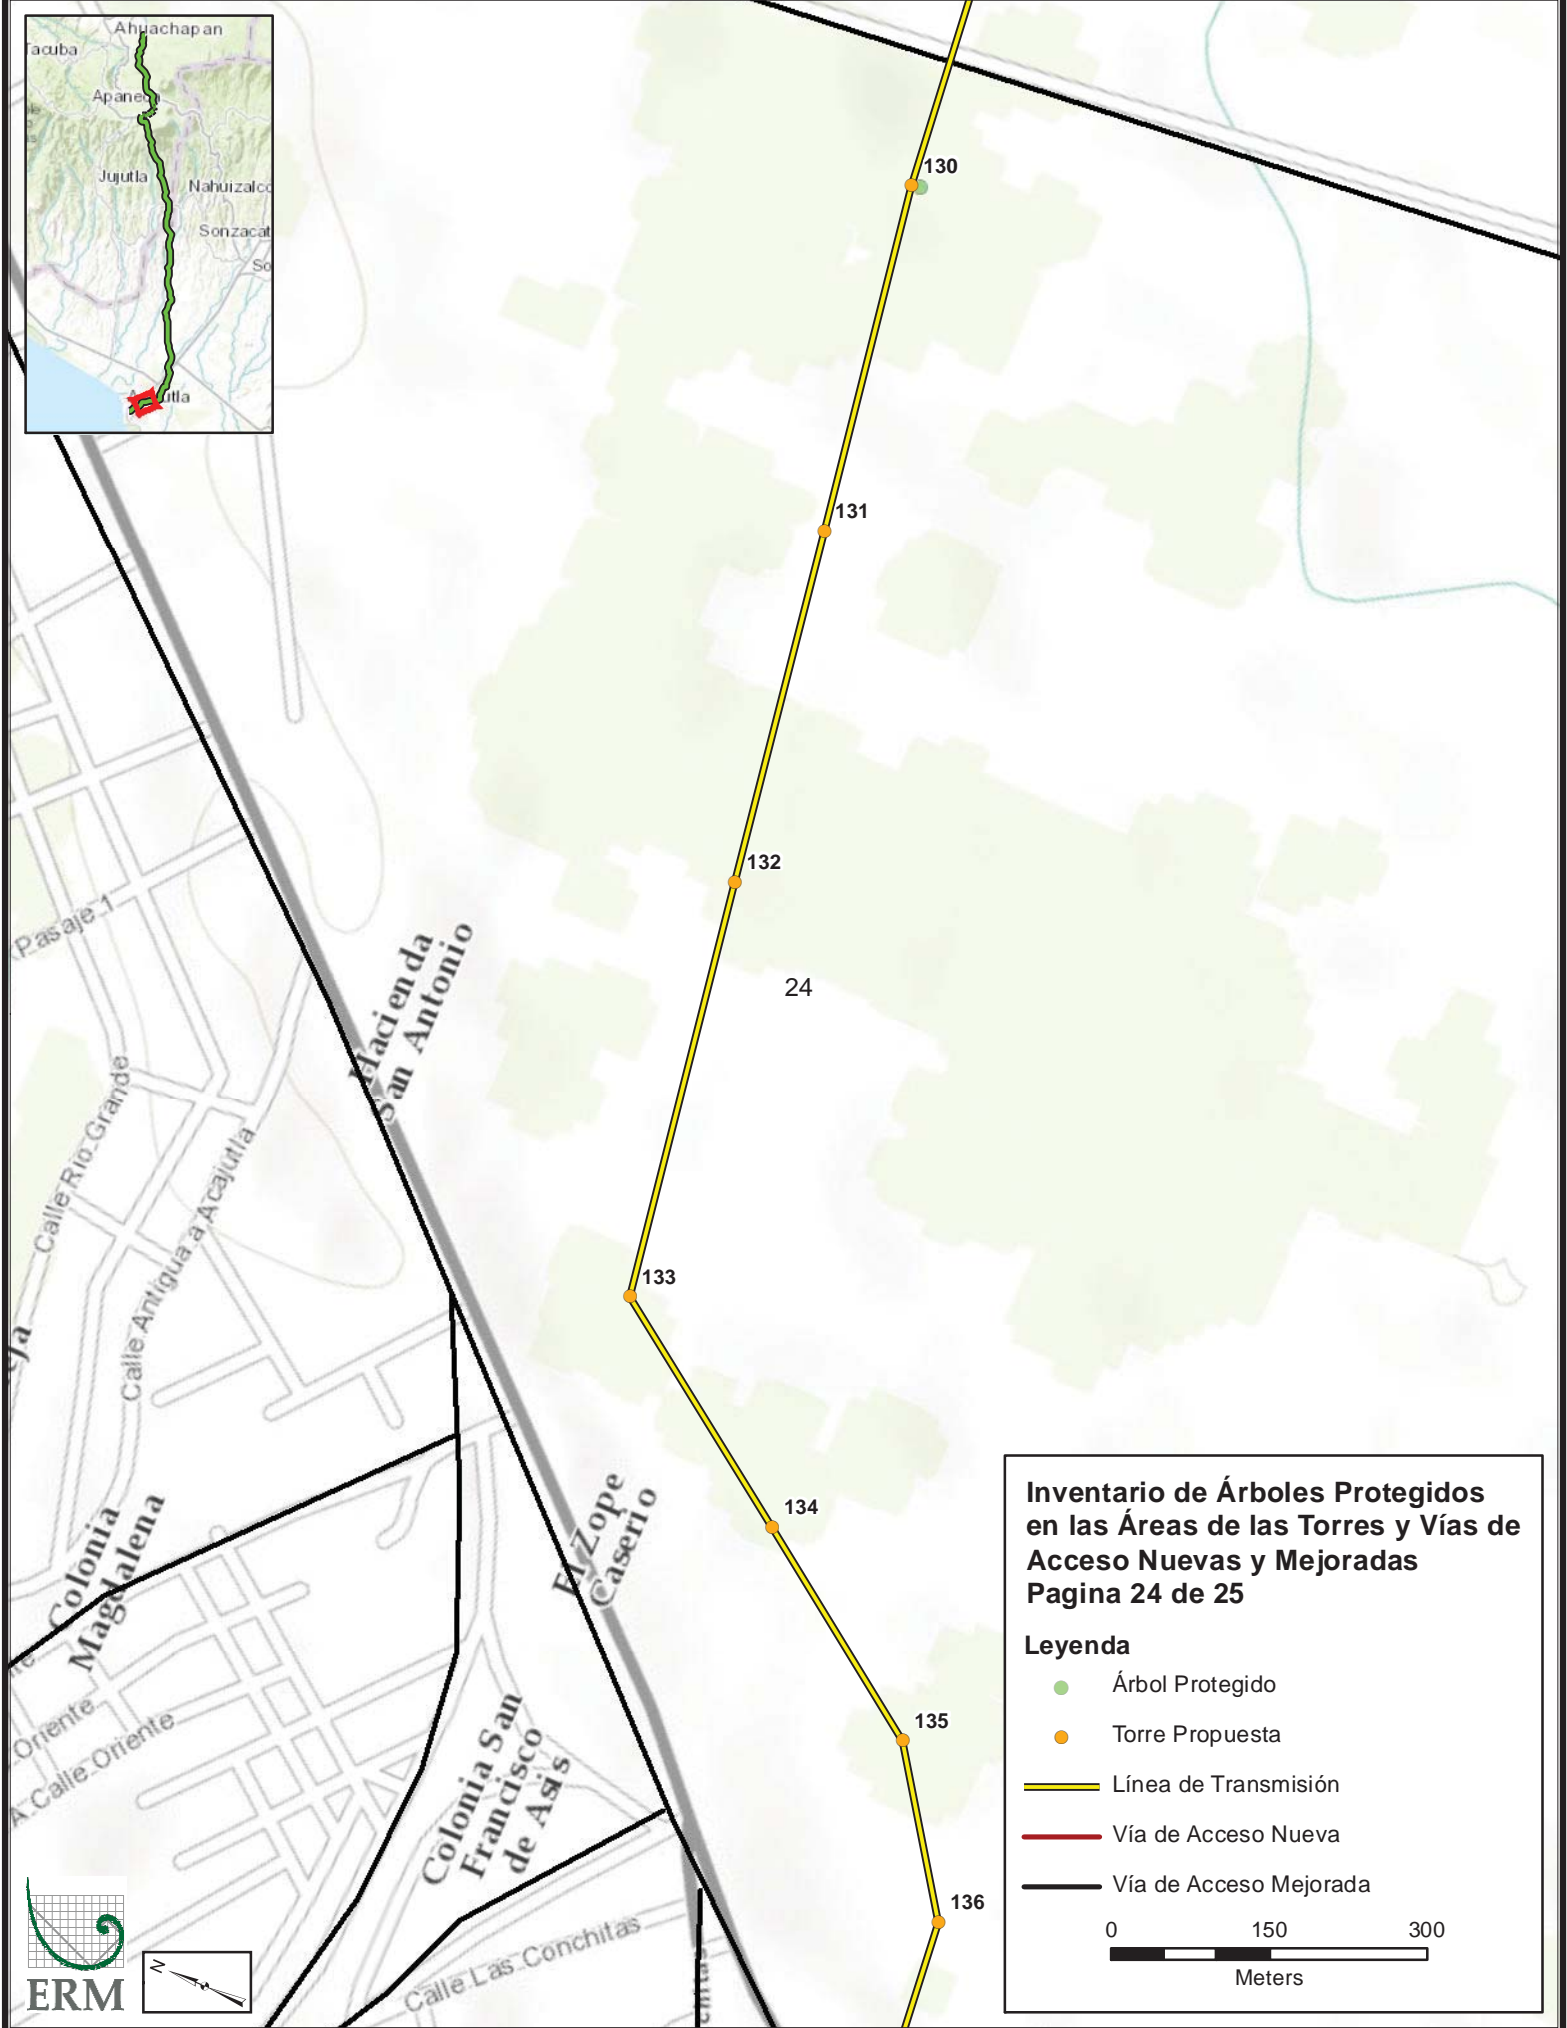 Ahuachapan
Tacuba
Jujutla
130
131
132
24
Pasaje 1
Hacienda
San Antonio
Calle Rio Grande
Calle Antigua a Acajutla
133
134
El Zope
Caserio
Colonia
Magdalena
Oriente
A Calle Oriente
Colonia San
Francisco
de Asis
135
136
Calle Las Conchitas
Inventario de Árboles Protegidos
en las Áreas de las Torres y Vías de
Acceso Nuevas y Mejoradas
Pagina 24 de 25
Leyenda
Árbol Protegido
Torre Propuesta
Línea de Transmisión
Vía de Acceso Nueva
Vía de Acceso Mejorada
0 150 300
Meters
ERM
N